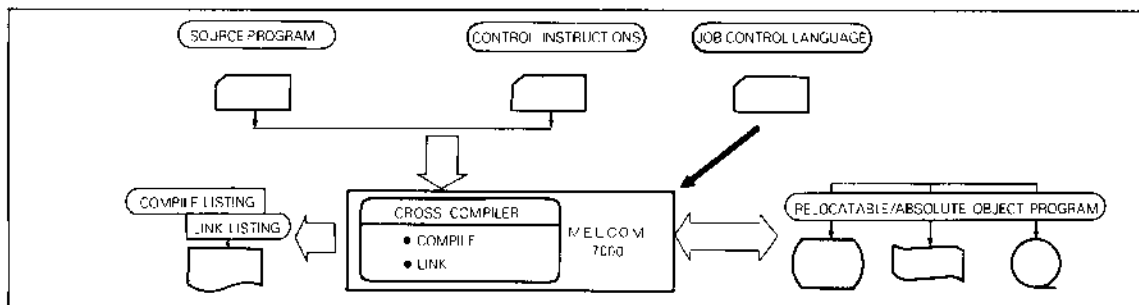 SOURCE PROGRAM
CONTROL INSTRUCTIONS
JOB CONTROL LANGUAGE
COMPILE LISTING
LINK LISTING
CROSS COMPILER
• COMPILE
• LINK
MELCOM
7000
RELOCATABLE/ABSOLUTE OBJECT PROGRAM